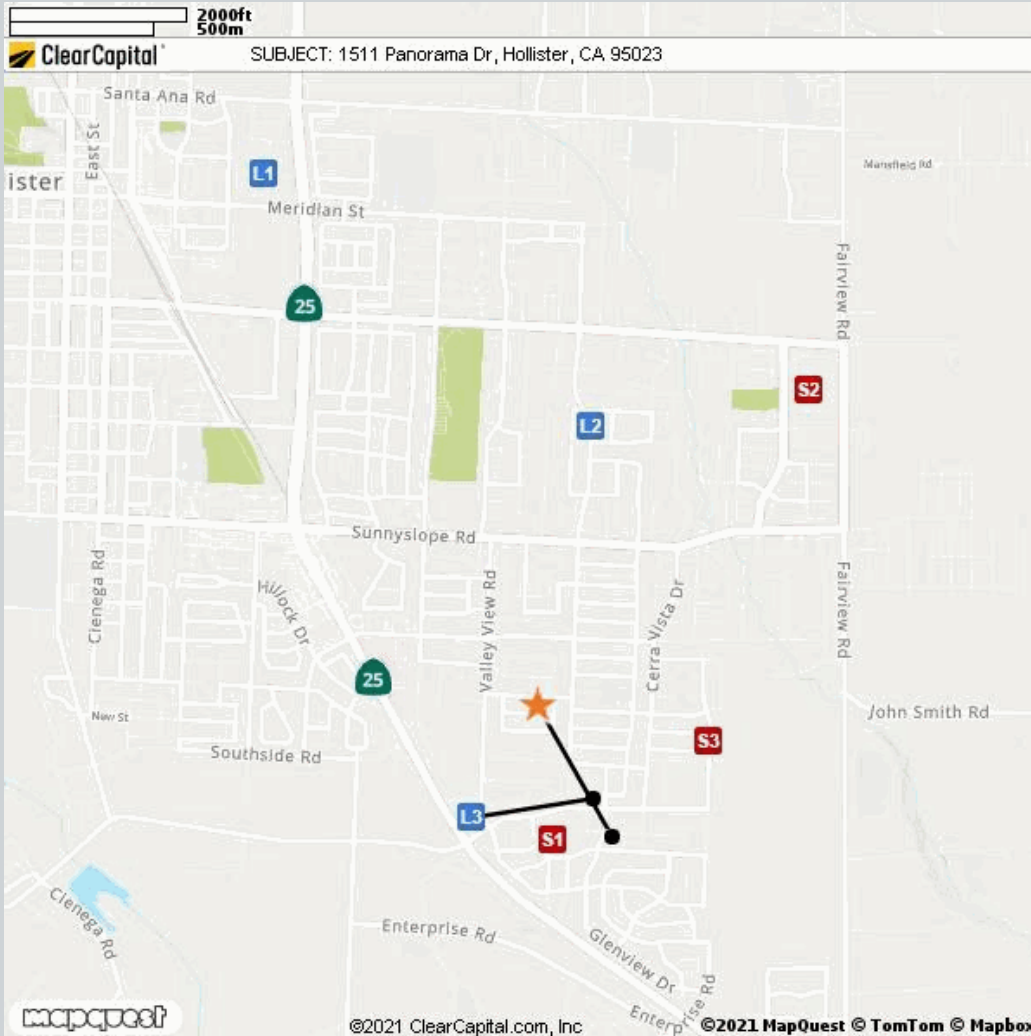 2000ft
500m
ClearCapital
SUBJECT: 1511 Panorama Dr, Hollister, CA 95023
Santa Ana Rd
East St
L1
Mansfield Rd
ister
Meridian St
Fairview Rd
25
S2
L2
Sunnyslope Rd
Cienega Rd
Hillock Dr
Valley View Rd
Cerra Vista Dr
Fairview Rd
25
New St
John Smith Rd
Southside Rd
S3
L3
S1
Cienega Rd
Enterprise Rd
Glenview Dr
Enterprise Rd
mapquest
©2021 ClearCapital.com, Inc
©2021 MapQuest © TomTom © Mapbox